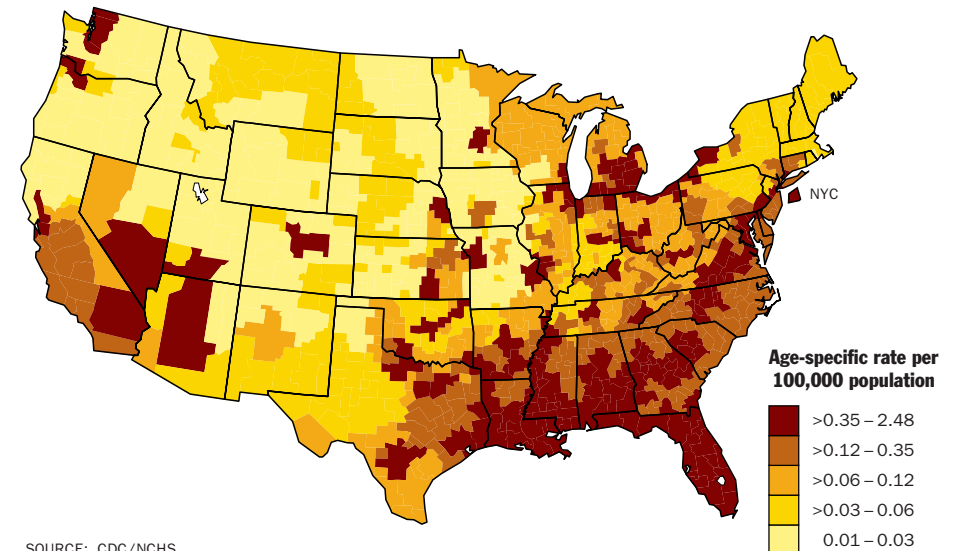 NYC
Age-specific rate per
100,000 population
>0.35 – 2.48
>0.12 – 0.35
>0.06 – 0.12
>0.03 – 0.06
0.01 – 0.03
SOURCE: CDC/NCHS